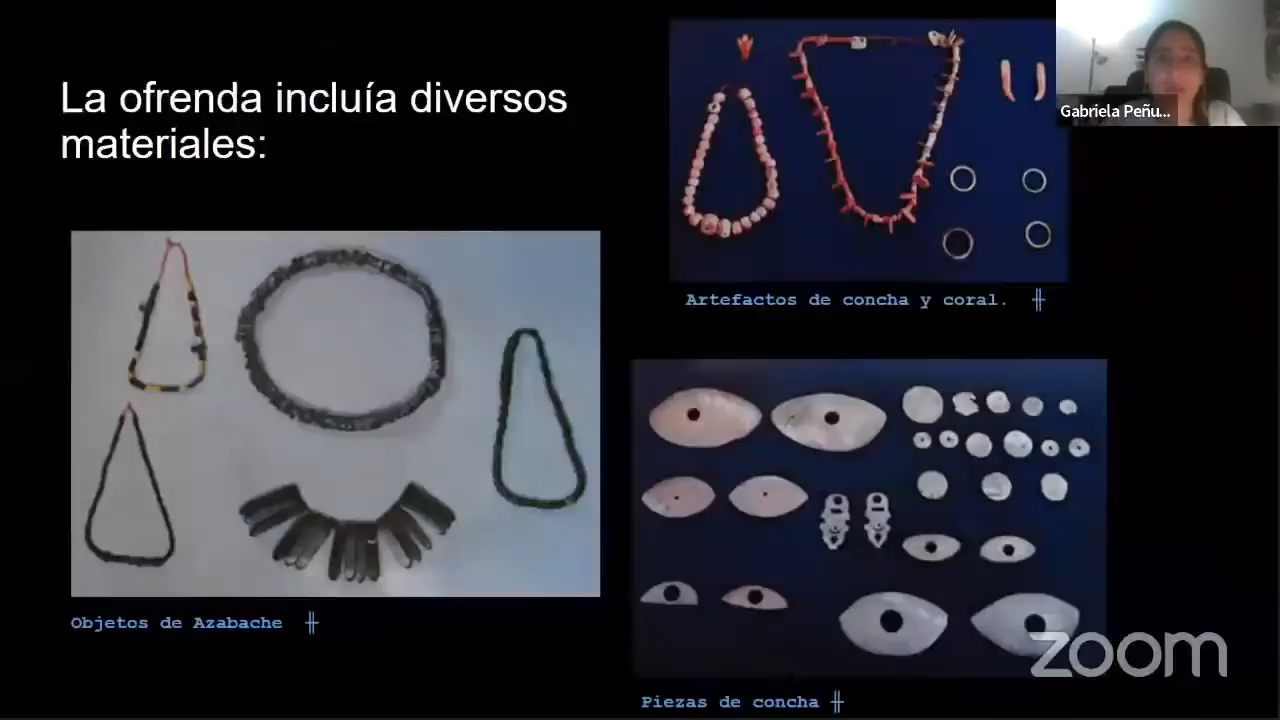 La ofrenda incluía diversos
materiales:
Gabriela Peñu...
Artefactos de concha y coral. ╫
Objetos de Azabache ╫
Piezas de concha ╫
zoom